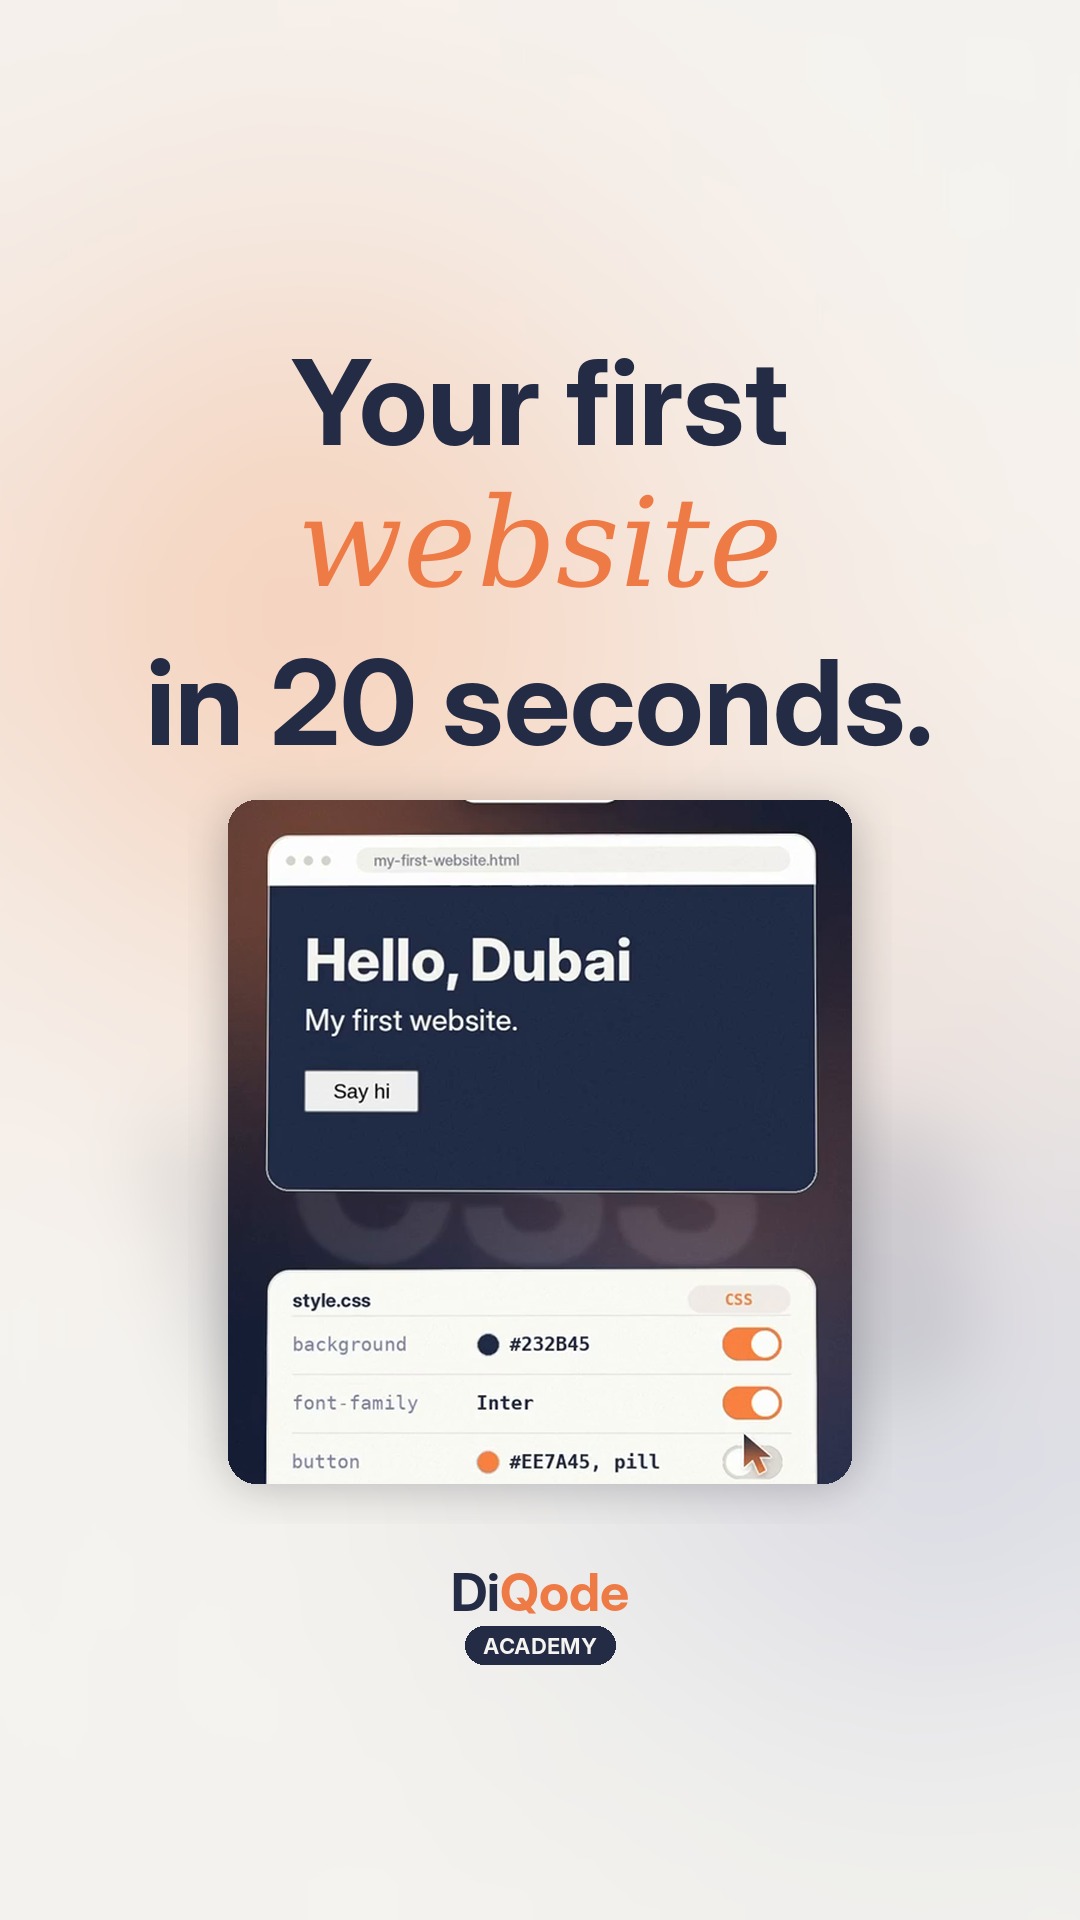 Your first
website
in 20 seconds.
my-first-website.html
Hello, Dubai
My first website.
Say hi
CSS
style.css CSS
background #232B45
font-family Inter
button #EE7A45, pill
DiQode
ACADEMY